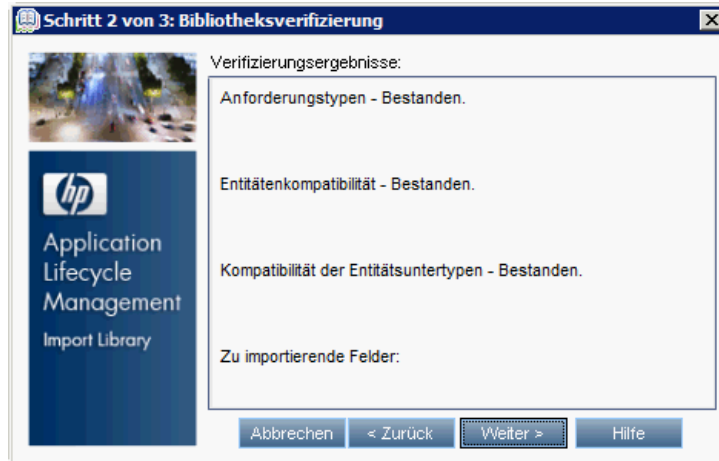 Schritt 2 von 3: Bibliotheksverifizierung
Verifizierungsergebnisse:
Anforderungstypen - Bestanden.
Entitätenkompatibilität - Bestanden.
Kompatibilität der Entitätsuntertypen - Bestanden.
Zu importierende Felder:
hp
Application
Lifecycle
Management
Import Library
Abbrechen
< Zurück
Weiter >
Hilfe